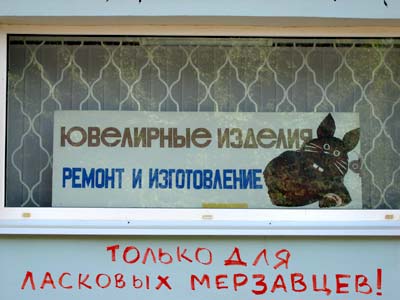 ЮВЕЛИРНЫЕ ИЗДЕЛИЯ
РЕМОНТ И ИЗГОТОВЛЕНИЕ
ТОЛЬКО ДЛЯ
ЛАСКОВЫХ МЕРЗАВЦЕВ!